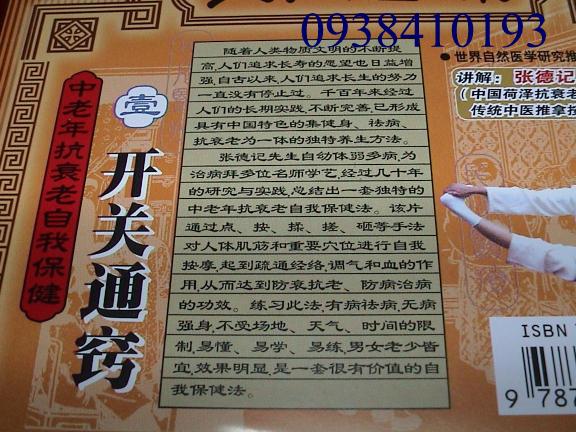 0938410193
世界自然医学研究推
讲解：张德记
（中国菏泽抗衰老
传统中医推拿按
中老年抗衰老自我保健
壹
开关通窍
随着人类物质文明的不断提
高,人们追求长寿的愿望也日益增
强,自古以来,人们追求长生的努力
一直没有停止过。千百年来经过
人们的长期实践,不断完善,已形成
具有中国特色的集健身、祛病、
抗衰老为一体的独特养生方法。
张德记先生自幼体弱多病,为
治病拜多位名师学艺,经过几十年
的研究与实践,总结出一套独特的
中老年抗衰老自我保健法。该片
通过点、按、揉、搓、砸等手法
对人体肌筋和重要穴位进行自我
按摩,起到疏通经络、调气和血的作
用,从而达到防衰抗老、防病治病
的功效。练习此法,有病祛病,无病
强身,不受场地、天气、时间的限
制,易懂、易学、易练,男女老少皆
宜,效果明显,是一套很有价值的自
我保健法。
ISBN
9 787